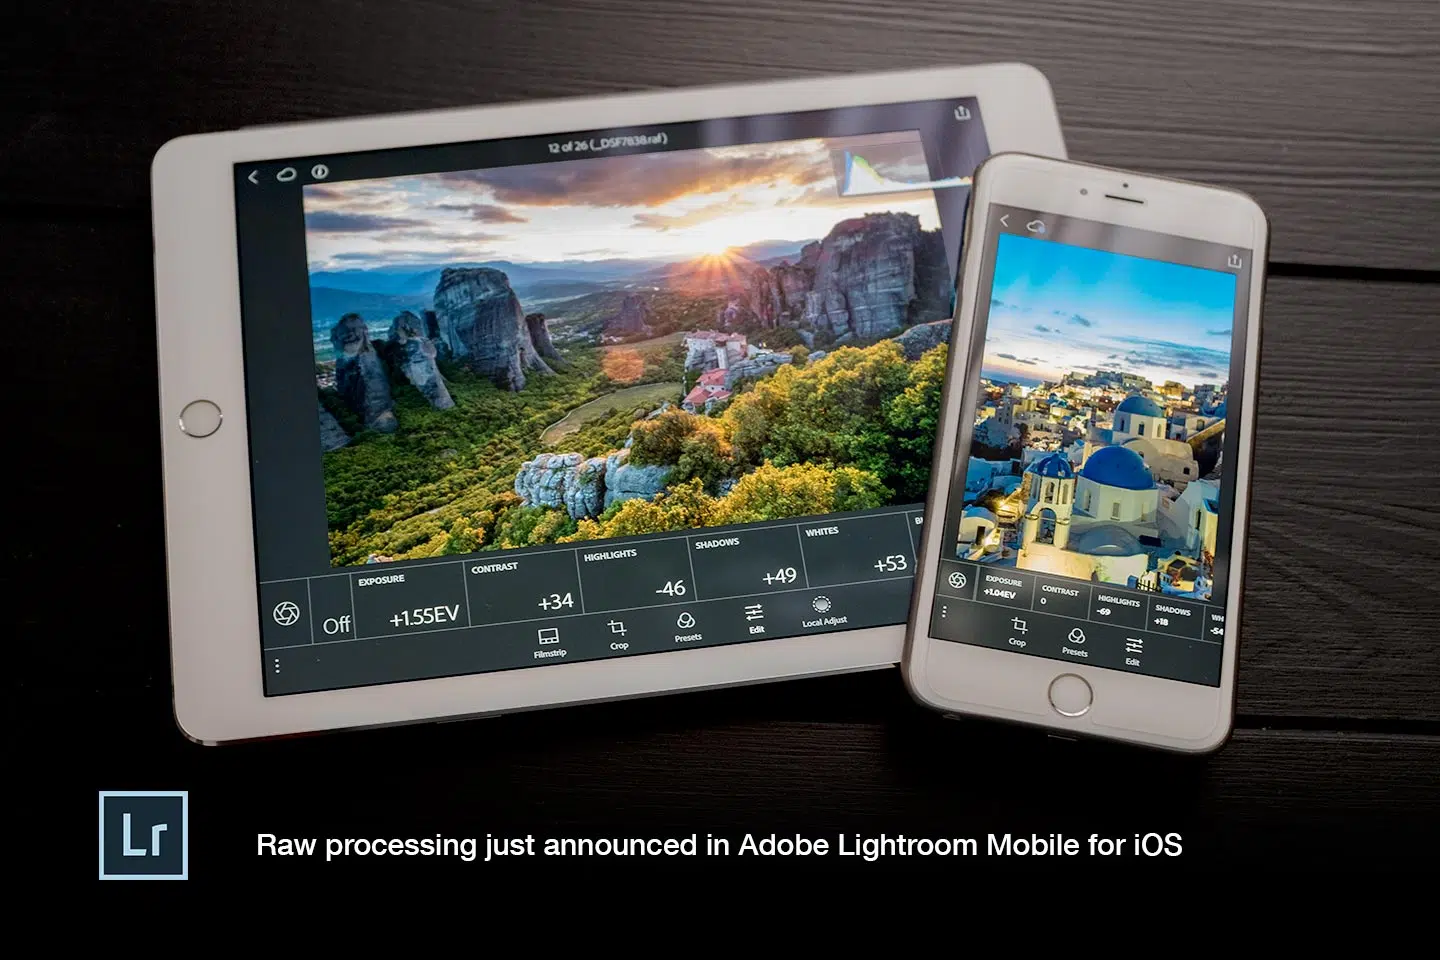 12 of 26 (_DSF7838.raf)
EXPOSURE
+1.55EV
CONTRAST
+34
HIGHLIGHTS
-46
SHADOWS
+49
WHITES
+53
B
Off
Filmstrip
Crop
Presets
Edit
Local Adjust
EXPOSURE
+1.04EV
CONTRAST
0
HIGHLIGHTS
-69
SHADOWS
+18
WH
-54
Crop
Presets
Edit
Lr
Raw processing just announced in Adobe Lightroom Mobile for iOS